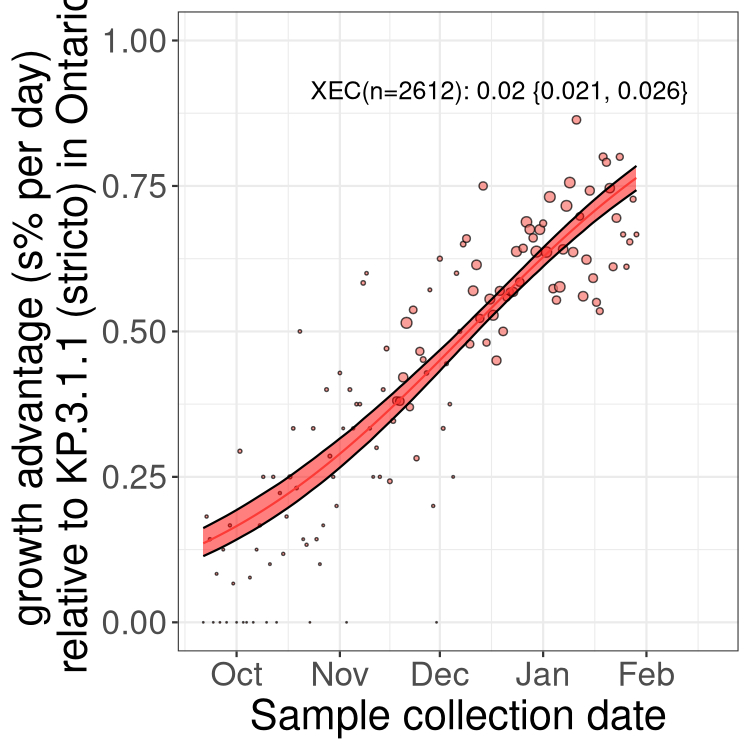 growth advantage (s% per day)
relative to KP.3.1.1 (stricto) in Ontario
1.00
0.75
0.50
0.25
0.00
XEC(n=2612): 0.02 {0.021, 0.026}
Oct Nov Dec Jan Feb
Sample collection date